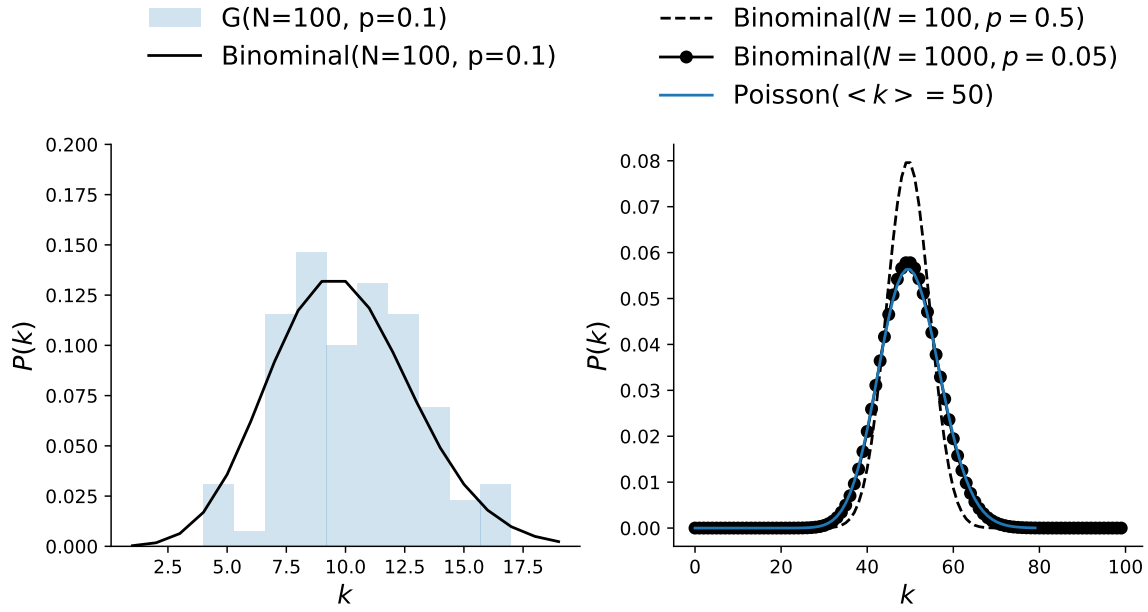 G(N=100, p=0.1)
Binominal(N=100, p=0.1)
P(k)
0.200
0.175
0.150
0.125
0.100
0.075
0.050
0.025
0.000
2.5 5.0 7.5 10.0 12.5 15.0 17.5
k
Binominal(N = 100, p = 0.5)
Binominal(N = 1000, p = 0.05)
Poisson( < k > = 50)
P(k)
0.08
0.07
0.06
0.05
0.04
0.03
0.02
0.01
0.00
0 20 40 60 80 100
k